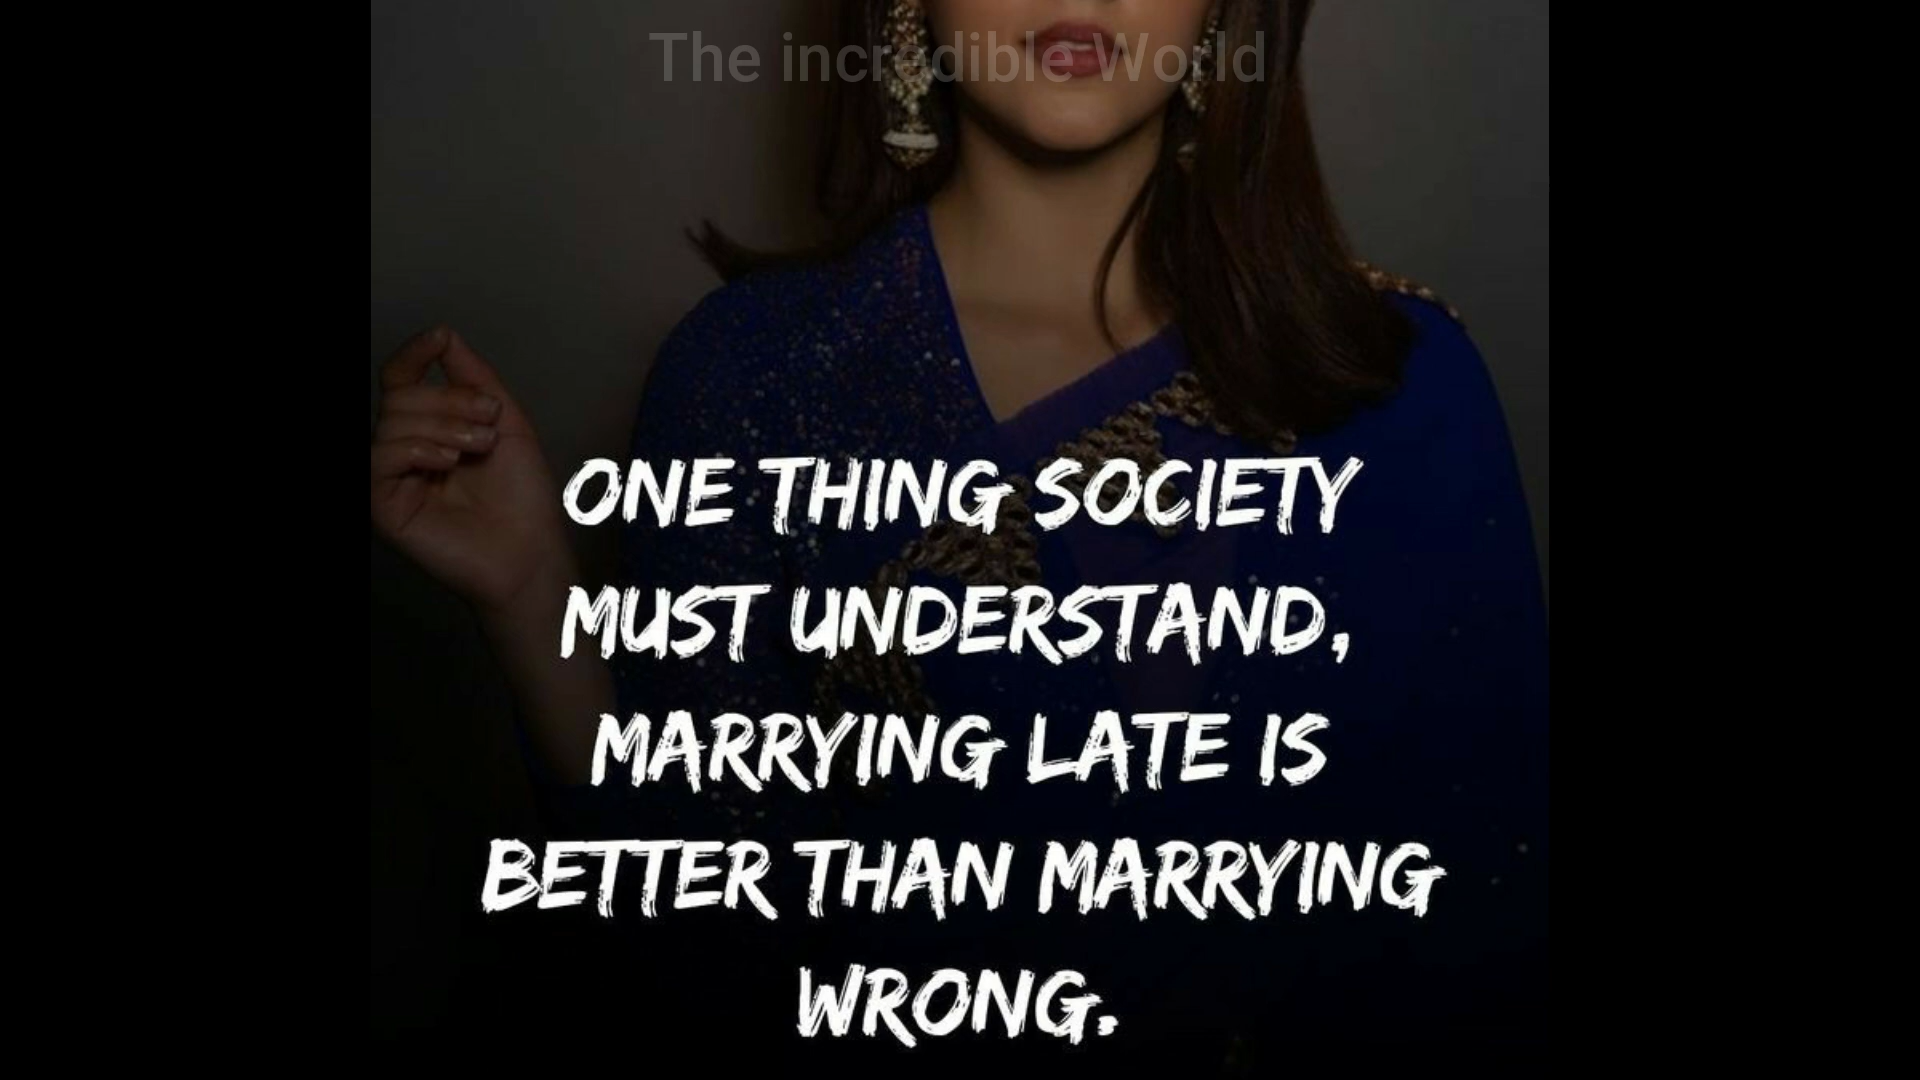 The incredible World
ONE THING SOCIETY
MUST UNDERSTAND,
MARRYING LATE IS
BETTER THAN MARRYING
WRONG.